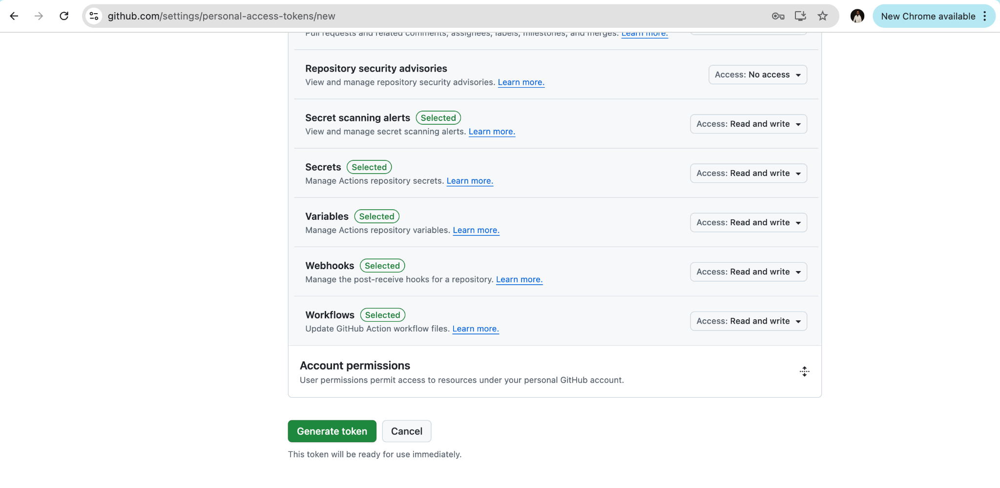 github.com/settings/personal-access-tokens/new
New Chrome available
Pull requests and related comments, assignees, labels, milestones, and merges. Learn more.
Repository security advisories
View and manage repository security advisories. Learn more.
Access: No access
Secret scanning alerts Selected
View and manage secret scanning alerts. Learn more.
Access: Read and write
Secrets Selected
Manage Actions repository secrets. Learn more.
Access: Read and write
Variables Selected
Manage Actions repository variables. Learn more.
Access: Read and write
Webhooks Selected
Manage the post-receive hooks for a repository. Learn more.
Access: Read and write
Workflows Selected
Update GitHub Action workflow files. Learn more.
Access: Read and write
Account permissions
User permissions permit access to resources under your personal GitHub account.
Generate token
Cancel
This token will be ready for use immediately.